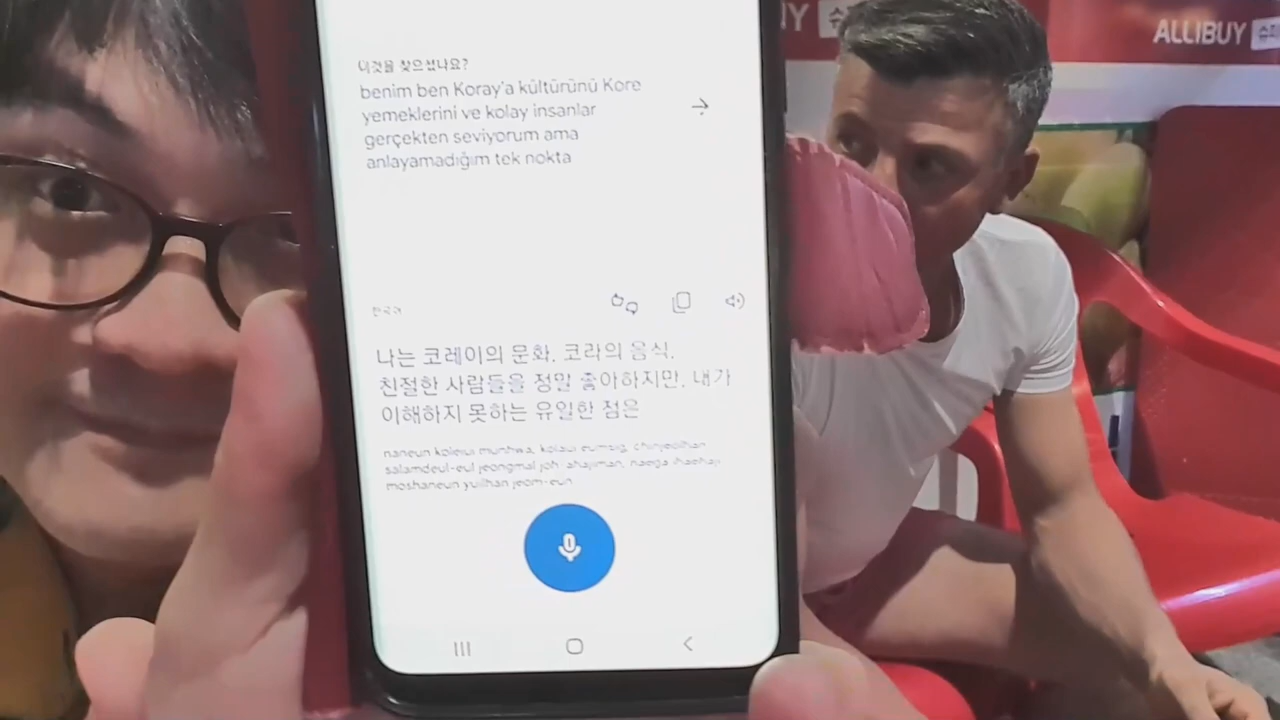 이것을 찾으셨나요?
benim ben Koray'a kültürünü Kore
yemeklerini ve kolay insanlar
gerçekten seviyorum ama
anlayamadığım tek nokta
한국어
나는 코레이의 문화, 코라의 음식,
친절한 사람들을 정말 좋아하지만, 내가
이해하지 못하는 유일한 점은
naneun koleiui munhwa, kolaui eumsig, chinjeolhan
salamdeul-eul jeongmal joh-ahajiman, naega ihaehaji
moshaneun yuilhan jeom-eun
ALLIBUY